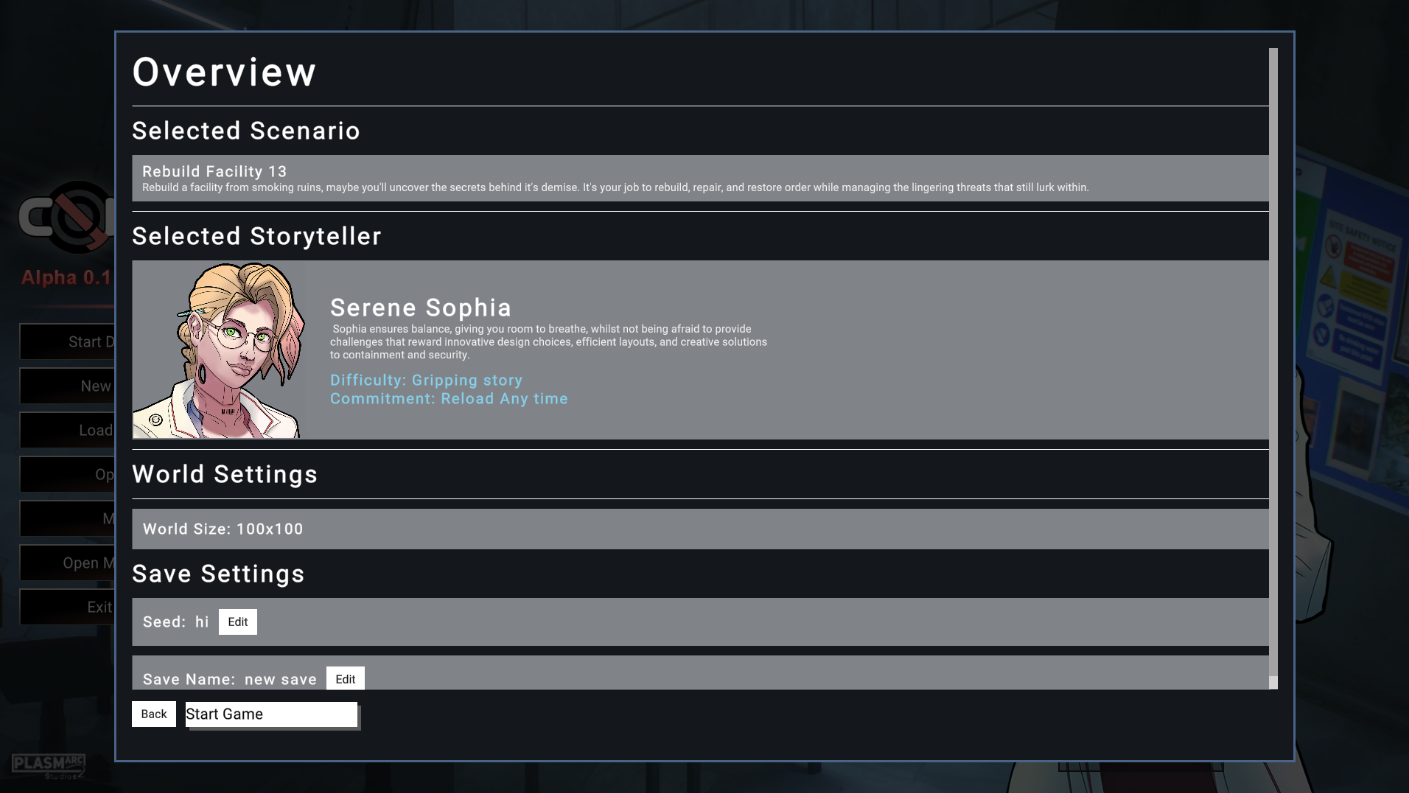 Overview
Selected Scenario
Rebuild Facility 13
Rebuild a facility from smoking ruins, maybe you'll uncover the secrets behind it's demise. It's your job to rebuild, repair, and restore order while managing the lingering threats that still lurk within.
Selected Storyteller
Serene Sophia
Sophia ensures balance, giving you room to breathe, whilst not being afraid to provide
challenges that reward innovative design choices, efficient layouts, and creative solutions
to containment and security.
Difficulty: Gripping story
Commitment: Reload Any time
World Settings
World Size: 100x100
Save Settings
Seed: hi Edit
Save Name: new save Edit
Back Start Game
Alpha 0.1
Start D
New
Load
Op
M
Open M
Exit
SITE SAFETY NOTICE
PLASMARC
Studios